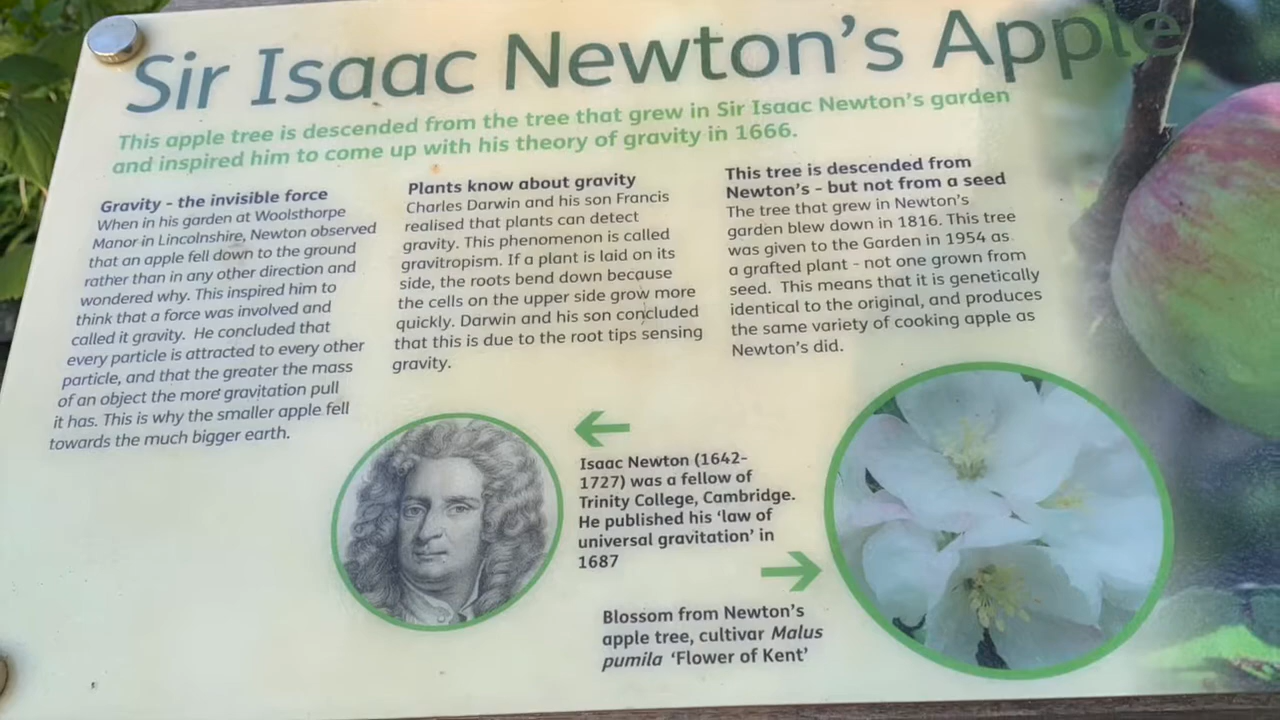 Sir Isaac Newton's Apple
This apple tree is descended from the tree that grew in Sir Isaac Newton's garden
and inspired him to come up with his theory of gravity in 1666.
Gravity - the invisible force
When in his garden at Woolsthorpe
Manor in Lincolnshire, Newton observed
that an apple fell down to the ground
rather than in any other direction and
wondered why. This inspired him to
think that a force was involved and
called it gravity. He concluded that
every particle is attracted to every other
particle, and that the greater the mass
of an object the more gravitation pull
it has. This is why the smaller apple fell
towards the much bigger earth.
Plants know about gravity
Charles Darwin and his son Francis
realised that plants can detect
gravity. This phenomenon is called
gravitropism. If a plant is laid on its
side, the roots bend down because
the cells on the upper side grow more
quickly. Darwin and his son concluded
that this is due to the root tips sensing
gravity.
This tree is descended from
Newton's - but not from a seed
The tree that grew in Newton's
garden blew down in 1816. This tree
was given to the Garden in 1954 as
a grafted plant - not one grown from
seed. This means that it is genetically
identical to the original, and produces
the same variety of cooking apple as
Newton's did.
Isaac Newton (1642-
1727) was a fellow of
Trinity College, Cambridge.
He published his 'law of
universal gravitation' in
1687
Blossom from Newton's
apple tree, cultivar Malus
pumila 'Flower of Kent'